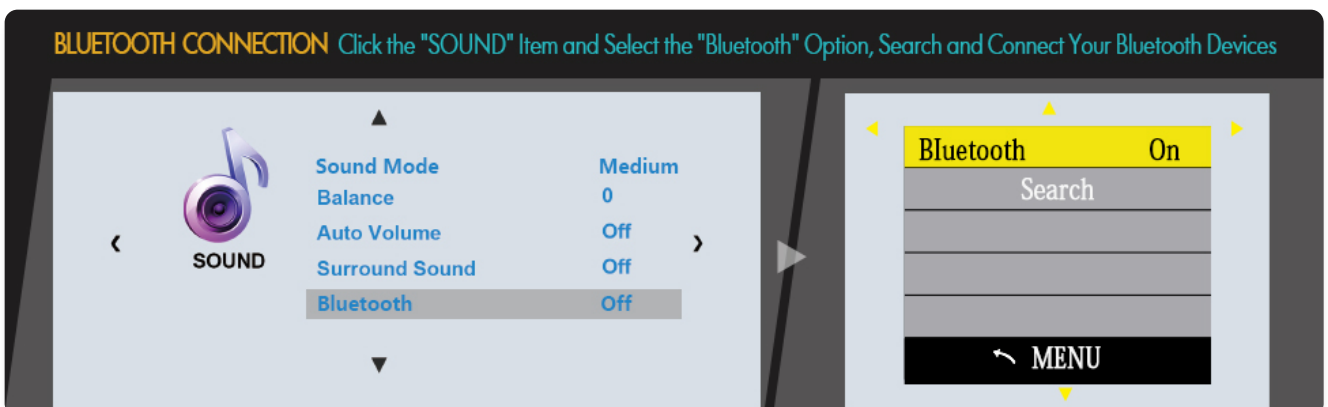 BLUETOOTH CONNECTION Click the "SOUND" Item and Select the "Bluetooth" Option, Search and Connect Your Bluetooth Devices
SOUND
Sound Mode Medium
Balance 0
Auto Volume Off
Surround Sound Off
Bluetooth Off
Bluetooth On
Search
MENU